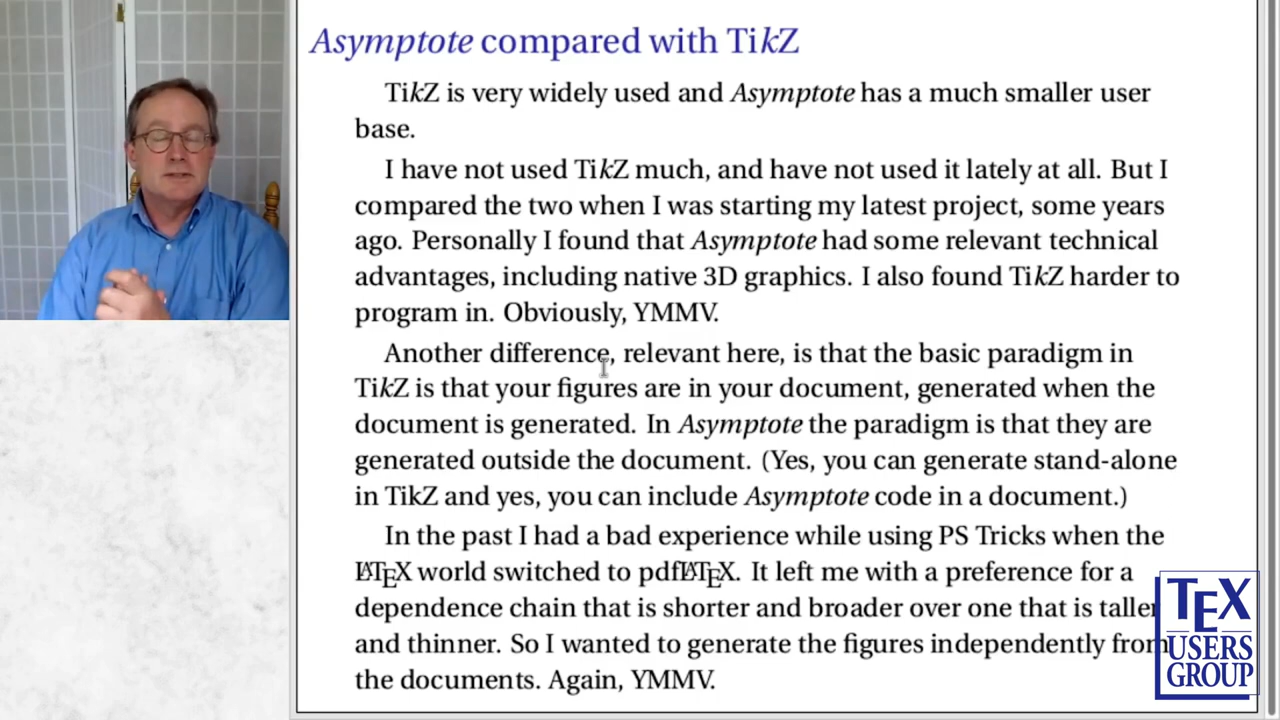 Asymptote compared with TikZ
TikZ is very widely used and Asymptote has a much smaller user
base.
I have not used TikZ much, and have not used it lately at all. But I
compared the two when I was starting my latest project, some years
ago. Personally I found that Asymptote had some relevant technical
advantages, including native 3D graphics. I also found TikZ harder to
program in. Obviously, YMMV.
Another difference, relevant here, is that the basic paradigm in
TikZ is that your figures are in your document, generated when the
document is generated. In Asymptote the paradigm is that they are
generated outside the document. (Yes, you can generate stand-alone
in TikZ and yes, you can include Asymptote code in a document.)
In the past I had a bad experience while using PS Tricks when the
LATEX world switched to pdfLATEX. It left me with a preference for a
dependence chain that is shorter and broader over one that is taller
and thinner. So I wanted to generate the figures independently from
the documents. Again, YMMV.
TEX
USERS
GROUP